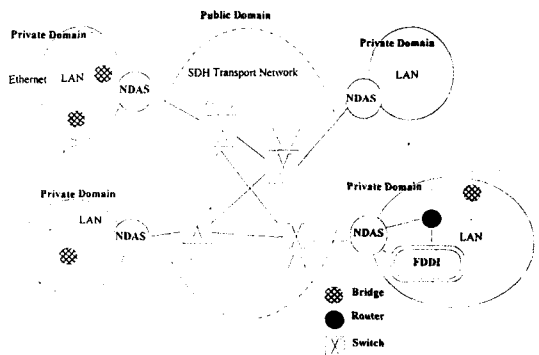 Public Domain
Private Domain
Private Domain
Ethernet
LAN
SDH Transport Network
LAN
NDAS
NDAS
Private Domain
Private Domain
LAN
NDAS
NDAS
LAN
FDDI
Bridge
Router
Switch